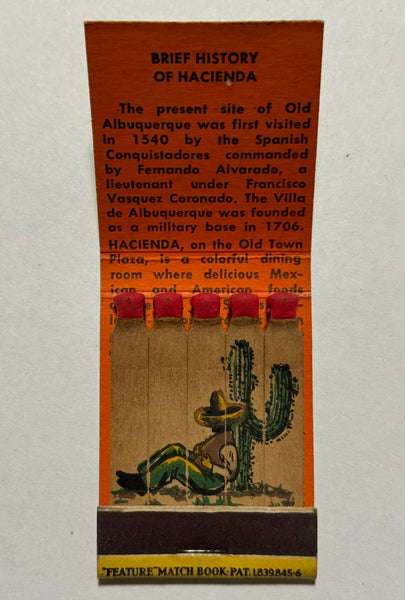 BRIEF HISTORY
OF HACIENDA
The present site of Old
Albuquerque was first visited
in 1540 by the Spanish
Conquistadores commanded
by Fernando Alvarado, a
lieutenant under Francisco
Vasquez Coronado. The Villa
de Albuquerque was founded
as a military base in 1706.
HACIENDA, on the Old Town
Plaza, is a colorful dining
room where delicious Mex-
ican and American foods
"FEATURE" MATCH BOOK-PAT. 1,839,845-6